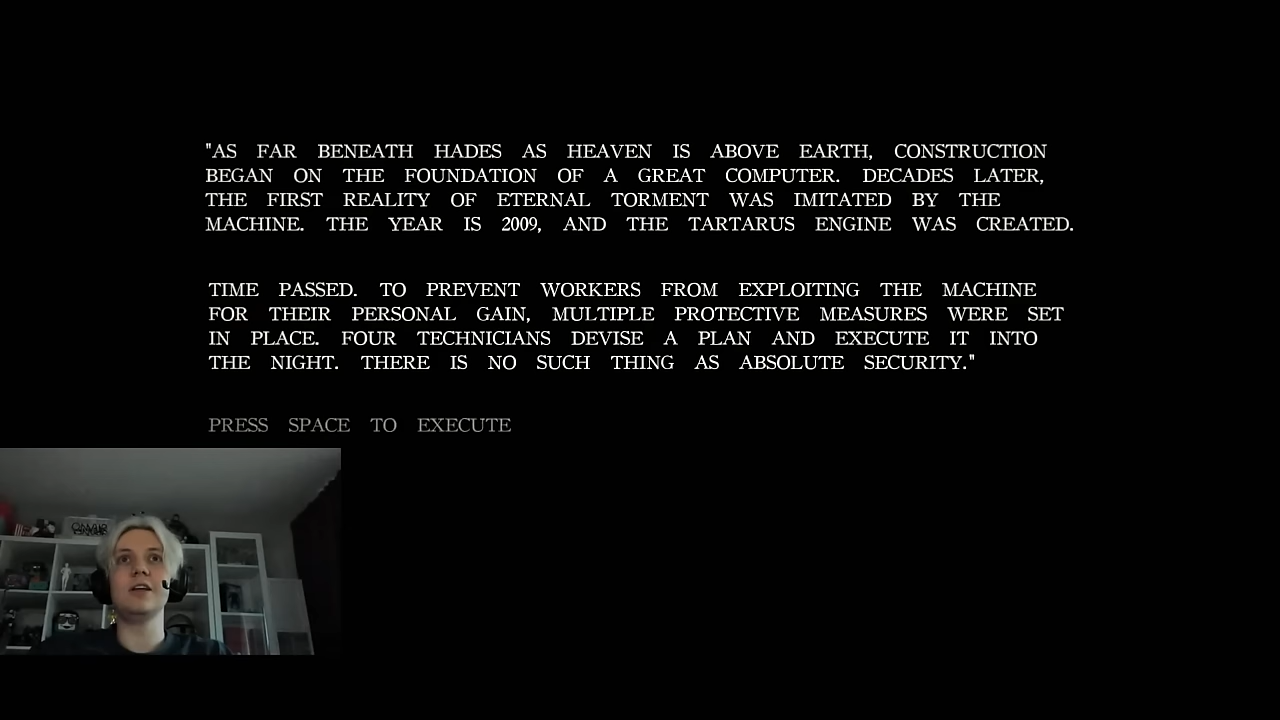 "AS FAR BENEATH HADES AS HEAVEN IS ABOVE EARTH, CONSTRUCTION
BEGAN ON THE FOUNDATION OF A GREAT COMPUTER. DECADES LATER,
THE FIRST REALITY OF ETERNAL TORMENT WAS IMITATED BY THE
MACHINE. THE YEAR IS 2009, AND THE TARTARUS ENGINE WAS CREATED.
TIME PASSED. TO PREVENT WORKERS FROM EXPLOITING THE MACHINE
FOR THEIR PERSONAL GAIN, MULTIPLE PROTECTIVE MEASURES WERE SET
IN PLACE. FOUR TECHNICIANS DEVISE A PLAN AND EXECUTE IT INTO
THE NIGHT. THERE IS NO SUCH THING AS ABSOLUTE SECURITY."
PRESS SPACE TO EXECUTE